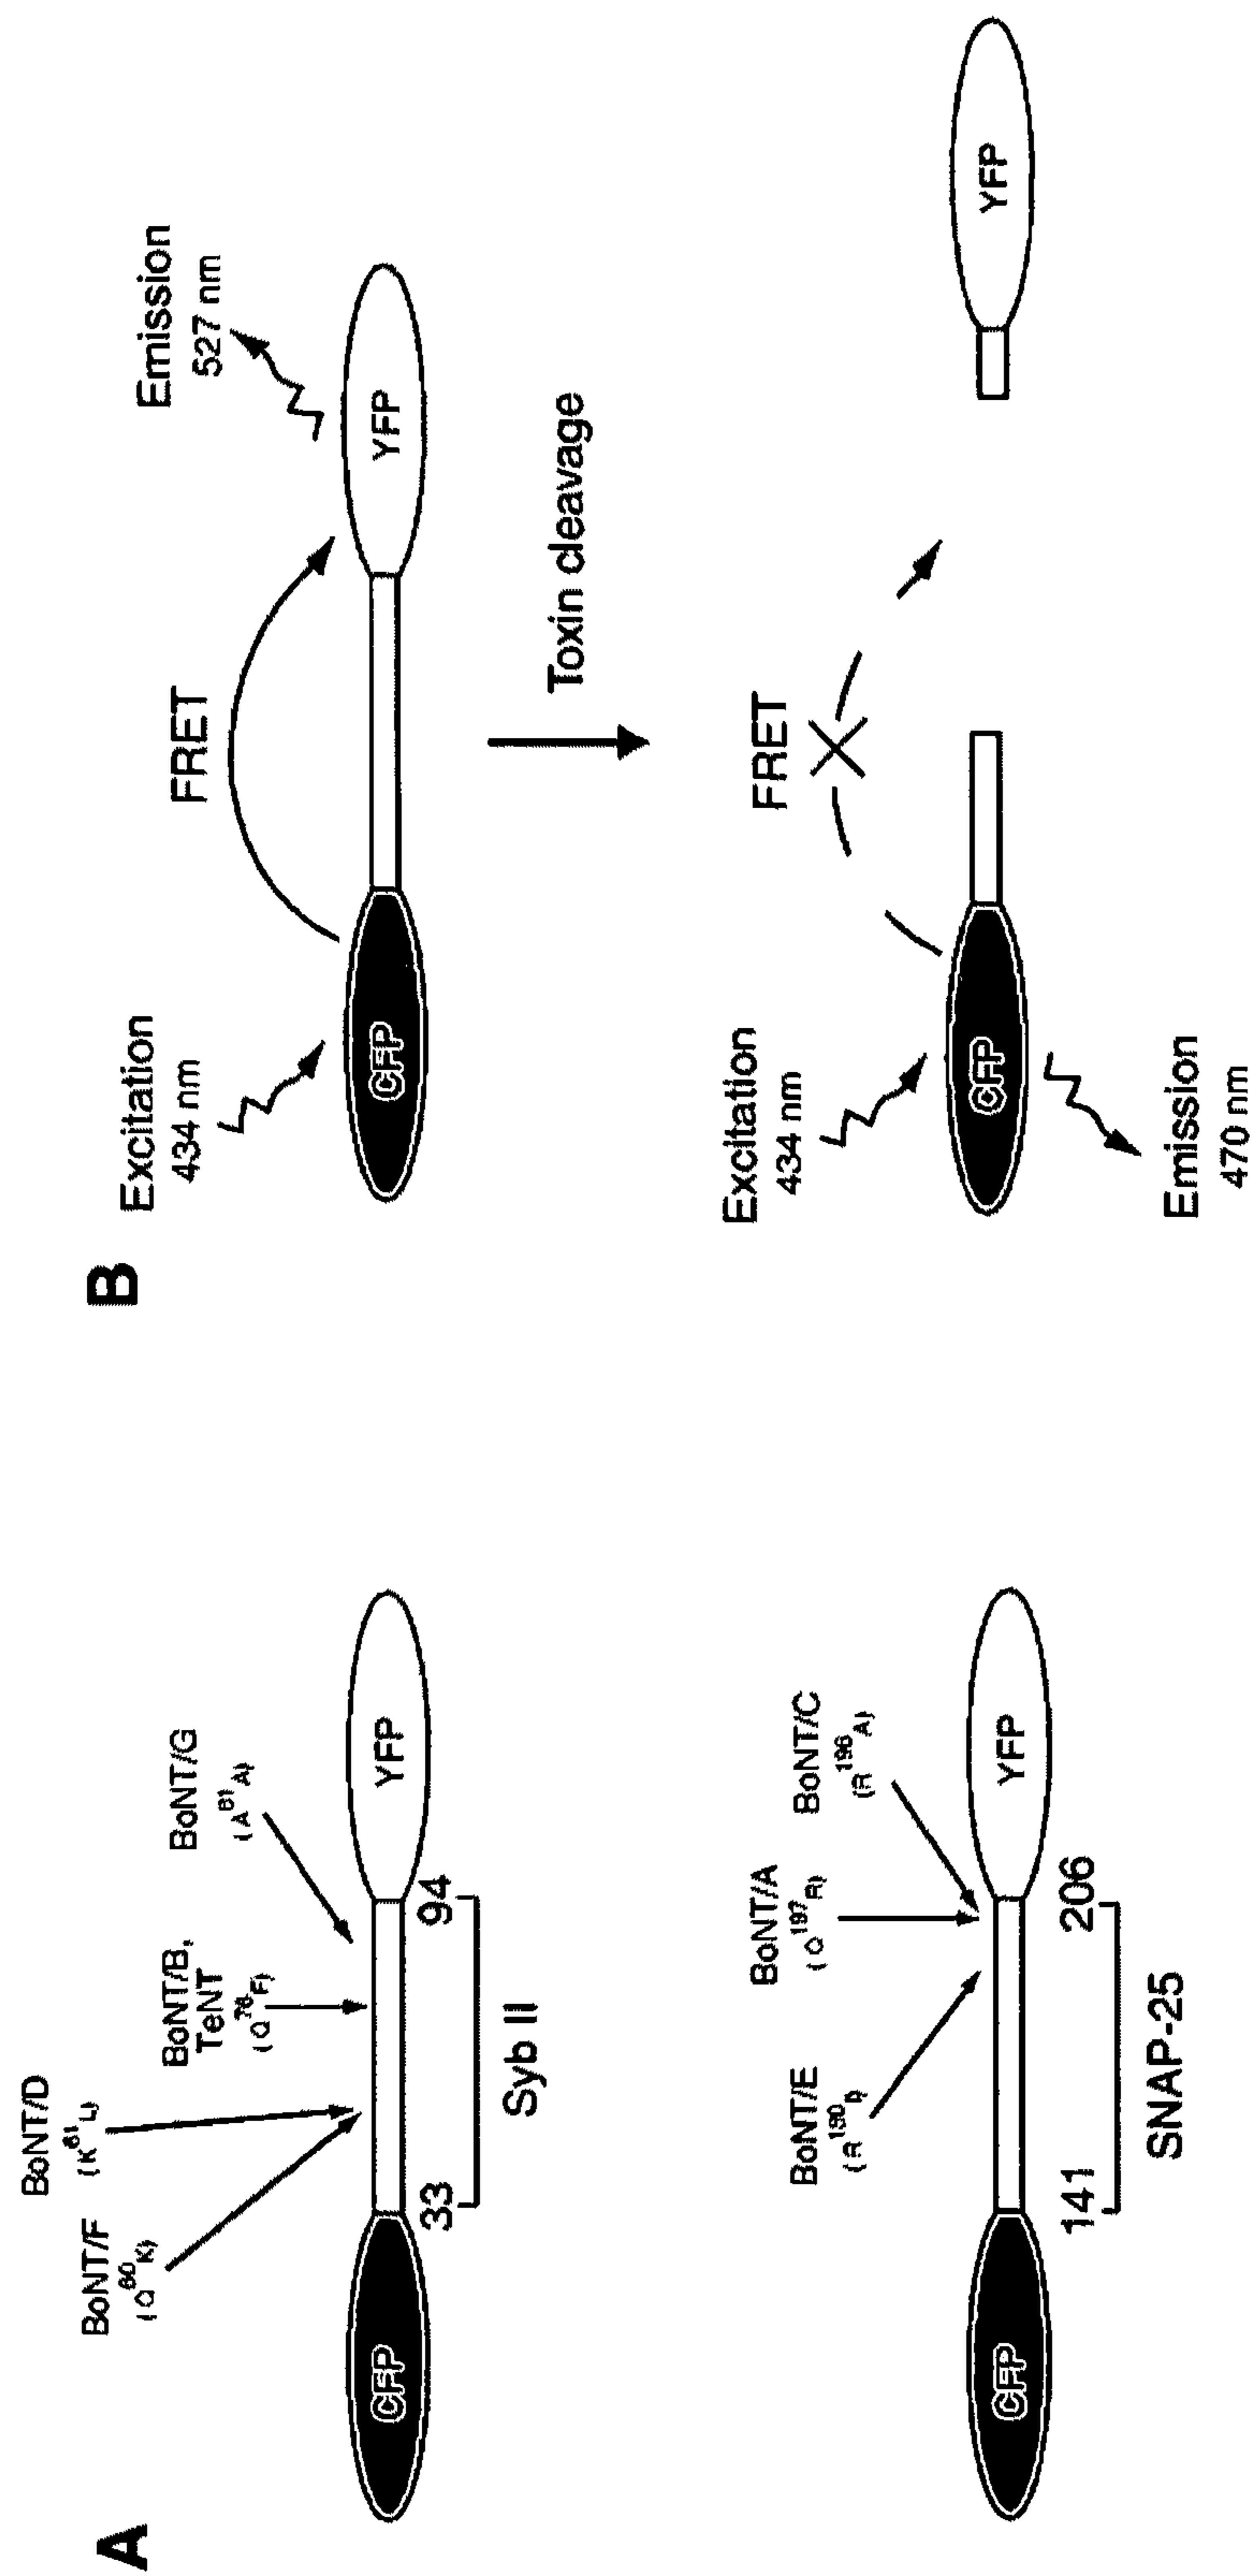 A
BoNT/F
(Q60K)
BoNT/D
(K61L)
BoNT/B,
TeNT
(Q76F)
BoNT/G
(A81A)
CFP
YFP
33
94
Syb II
BoNT/E
(R180I)
BoNT/A
(Q197R)
BoNT/C
(R198A)
CFP
YFP
141
206
SNAP-25
B
Excitation
434 nm
FRET
Emission
527 nm
CFP
YFP
Toxin cleavage
Excitation
434 nm
FRET
CFP
YFP
Emission
470 nm